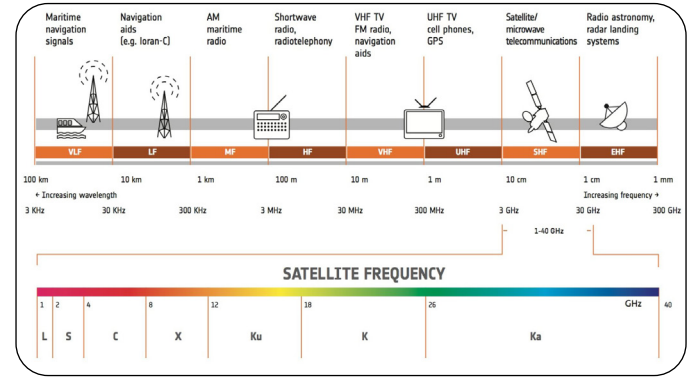 Maritime
navigation
signals
Navigation
aids
(e.g. loran-C)
AM
maritime
radio
Shortwave
radio,
radiotelephony
VHF TV
FM radio,
navigation
aids
UHF TV
cell phones,
GPS
Satellite/
microwave
telecommunications
Radio astronomy,
radar landing
systems
VLF LF MF HF VHF UHF SHF EHF
100 km 10 km 1 km 100 m 10 m 1 m 10 cm 1 cm 1 mm
← Increasing wavelength Increasing frequency →
3 KHz 30 KHz 300 KHz 3 MHz 30 MHz 300 MHz 3 GHz 30 GHz 300 GHz
1-40 GHz
SATELLITE FREQUENCY
1 2 4 8 12 18 26 GHz 40
L S C X Ku K Ka